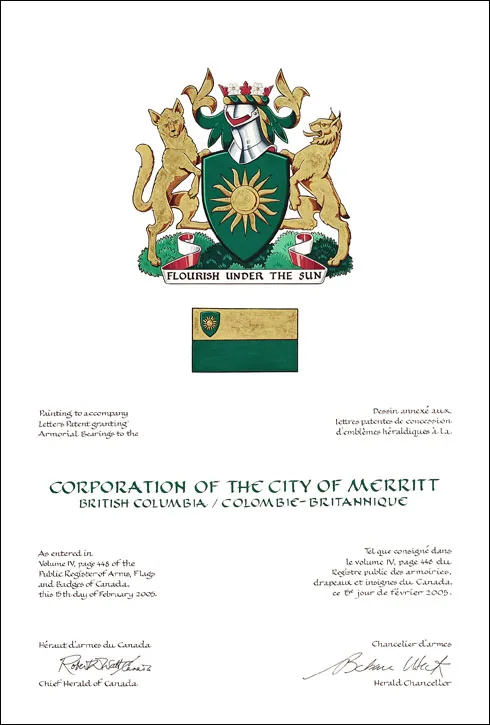 FLOURISH UNDER THE SUN
Painting to accompany
Letters Patent granting
Armorial Bearings to the
Dessin annexé aux
lettres patentes de concession
d'emblèmes héraldiques à La
CORPORATION OF THE CITY OF MERRITT
BRITISH COLUMBIA / COLOMBIE-BRITANNIQUE
As entered in
Volume IV, page 448 of the
Public Register of Arms, Flags
and Badges of Canada,
this 15th day of February 2005.
Tel que consigné dans
le volume IV, page 448 du
Registre public des armoiries,
drapeaux et insignes du Canada,
ce 15e jour de février 2005.
Héraut d'armes du Canada
Chief Herald of Canada
Chancelier d'armes
Herald Chancellor